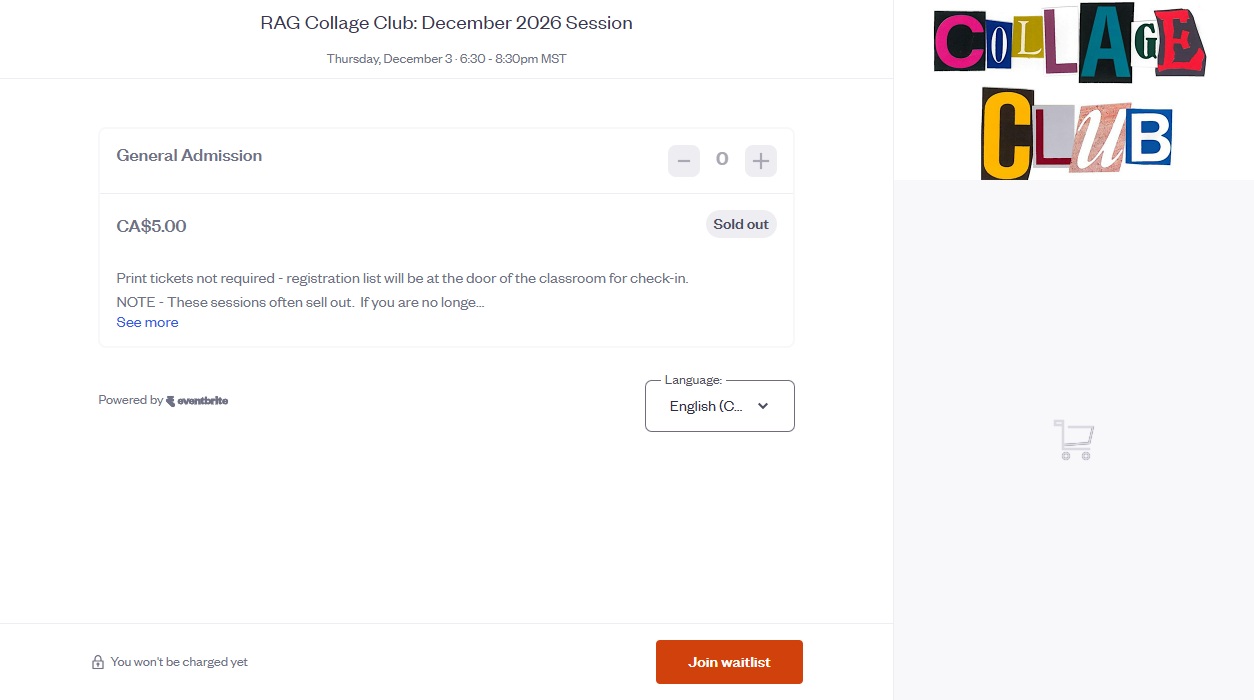 RAG Collage Club: December 2026 Session
Thursday, December 3 · 6:30 - 8:30pm MST
General Admission
0
CA$5.00
Sold out
Print tickets not required - registration list will be at the door of the classroom for check-in.
NOTE - These sessions often sell out. If you are no longe...
See more
Powered by eventbrite
Language:
English (C...
You won't be charged yet
Join waitlist
COLLAGE
CLUB